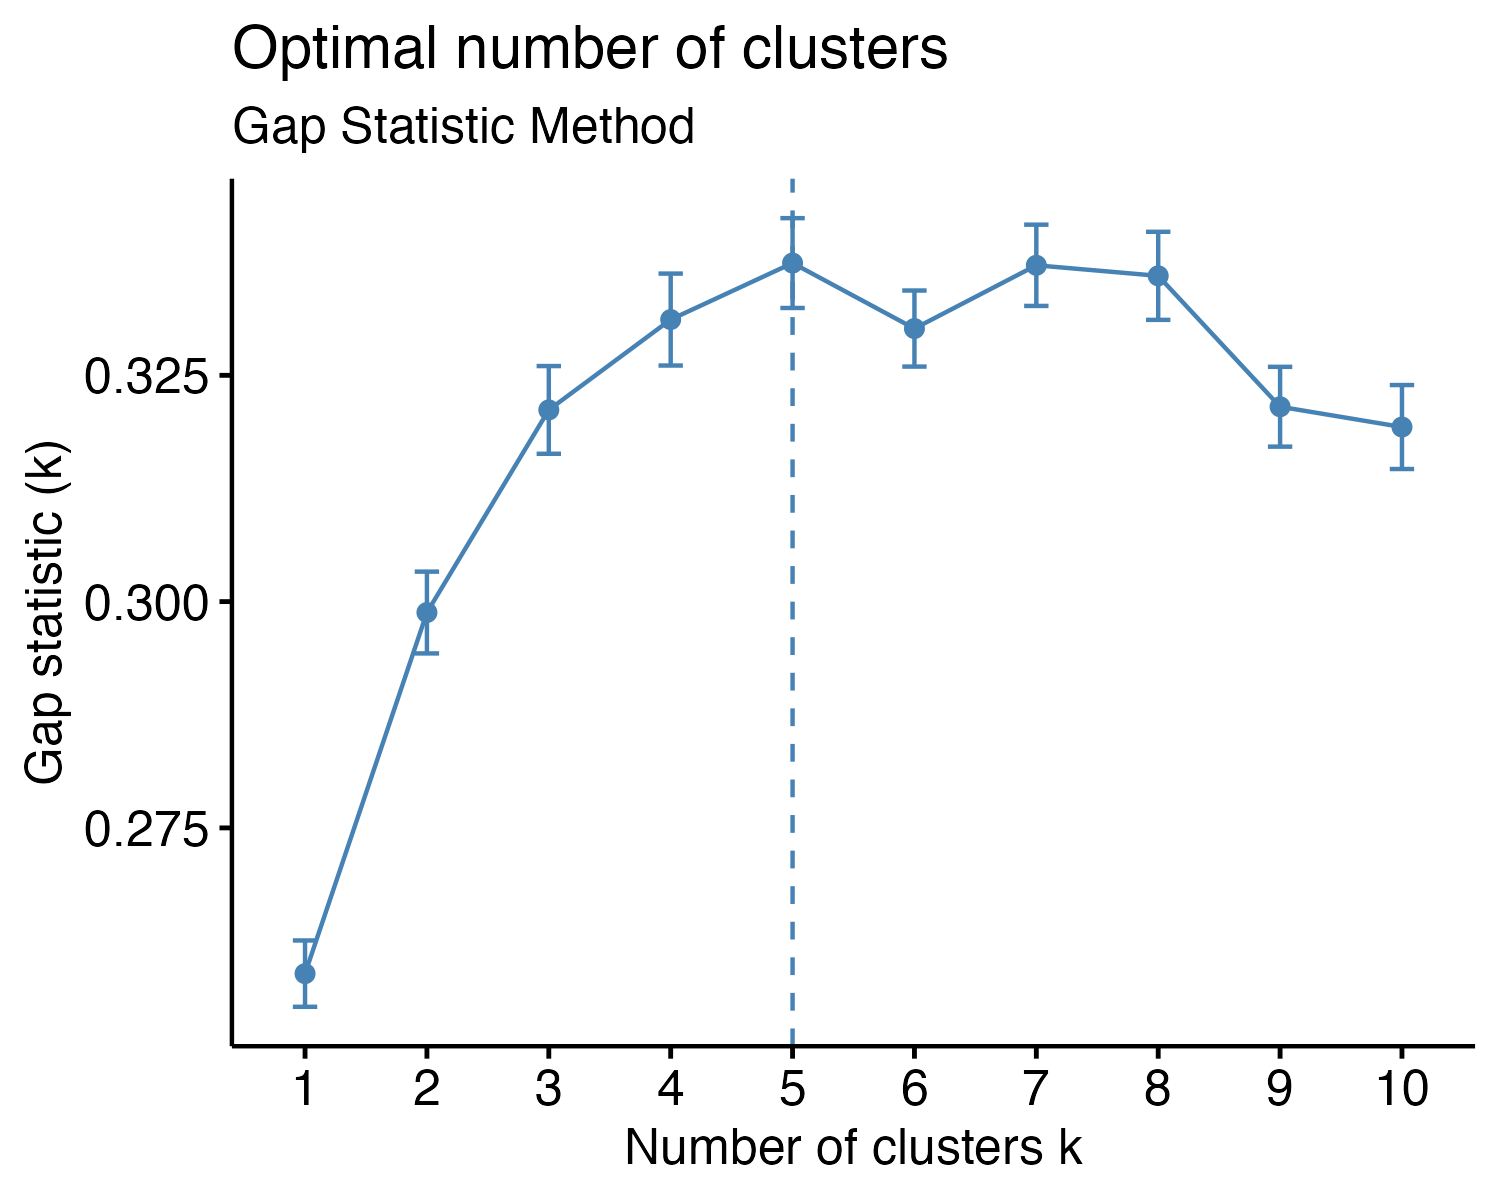 Optimal number of clusters
Gap Statistic Method
Gap statistic (k)
0.325
0.300
0.275
1 2 3 4 5 6 7 8 9 10
Number of clusters k